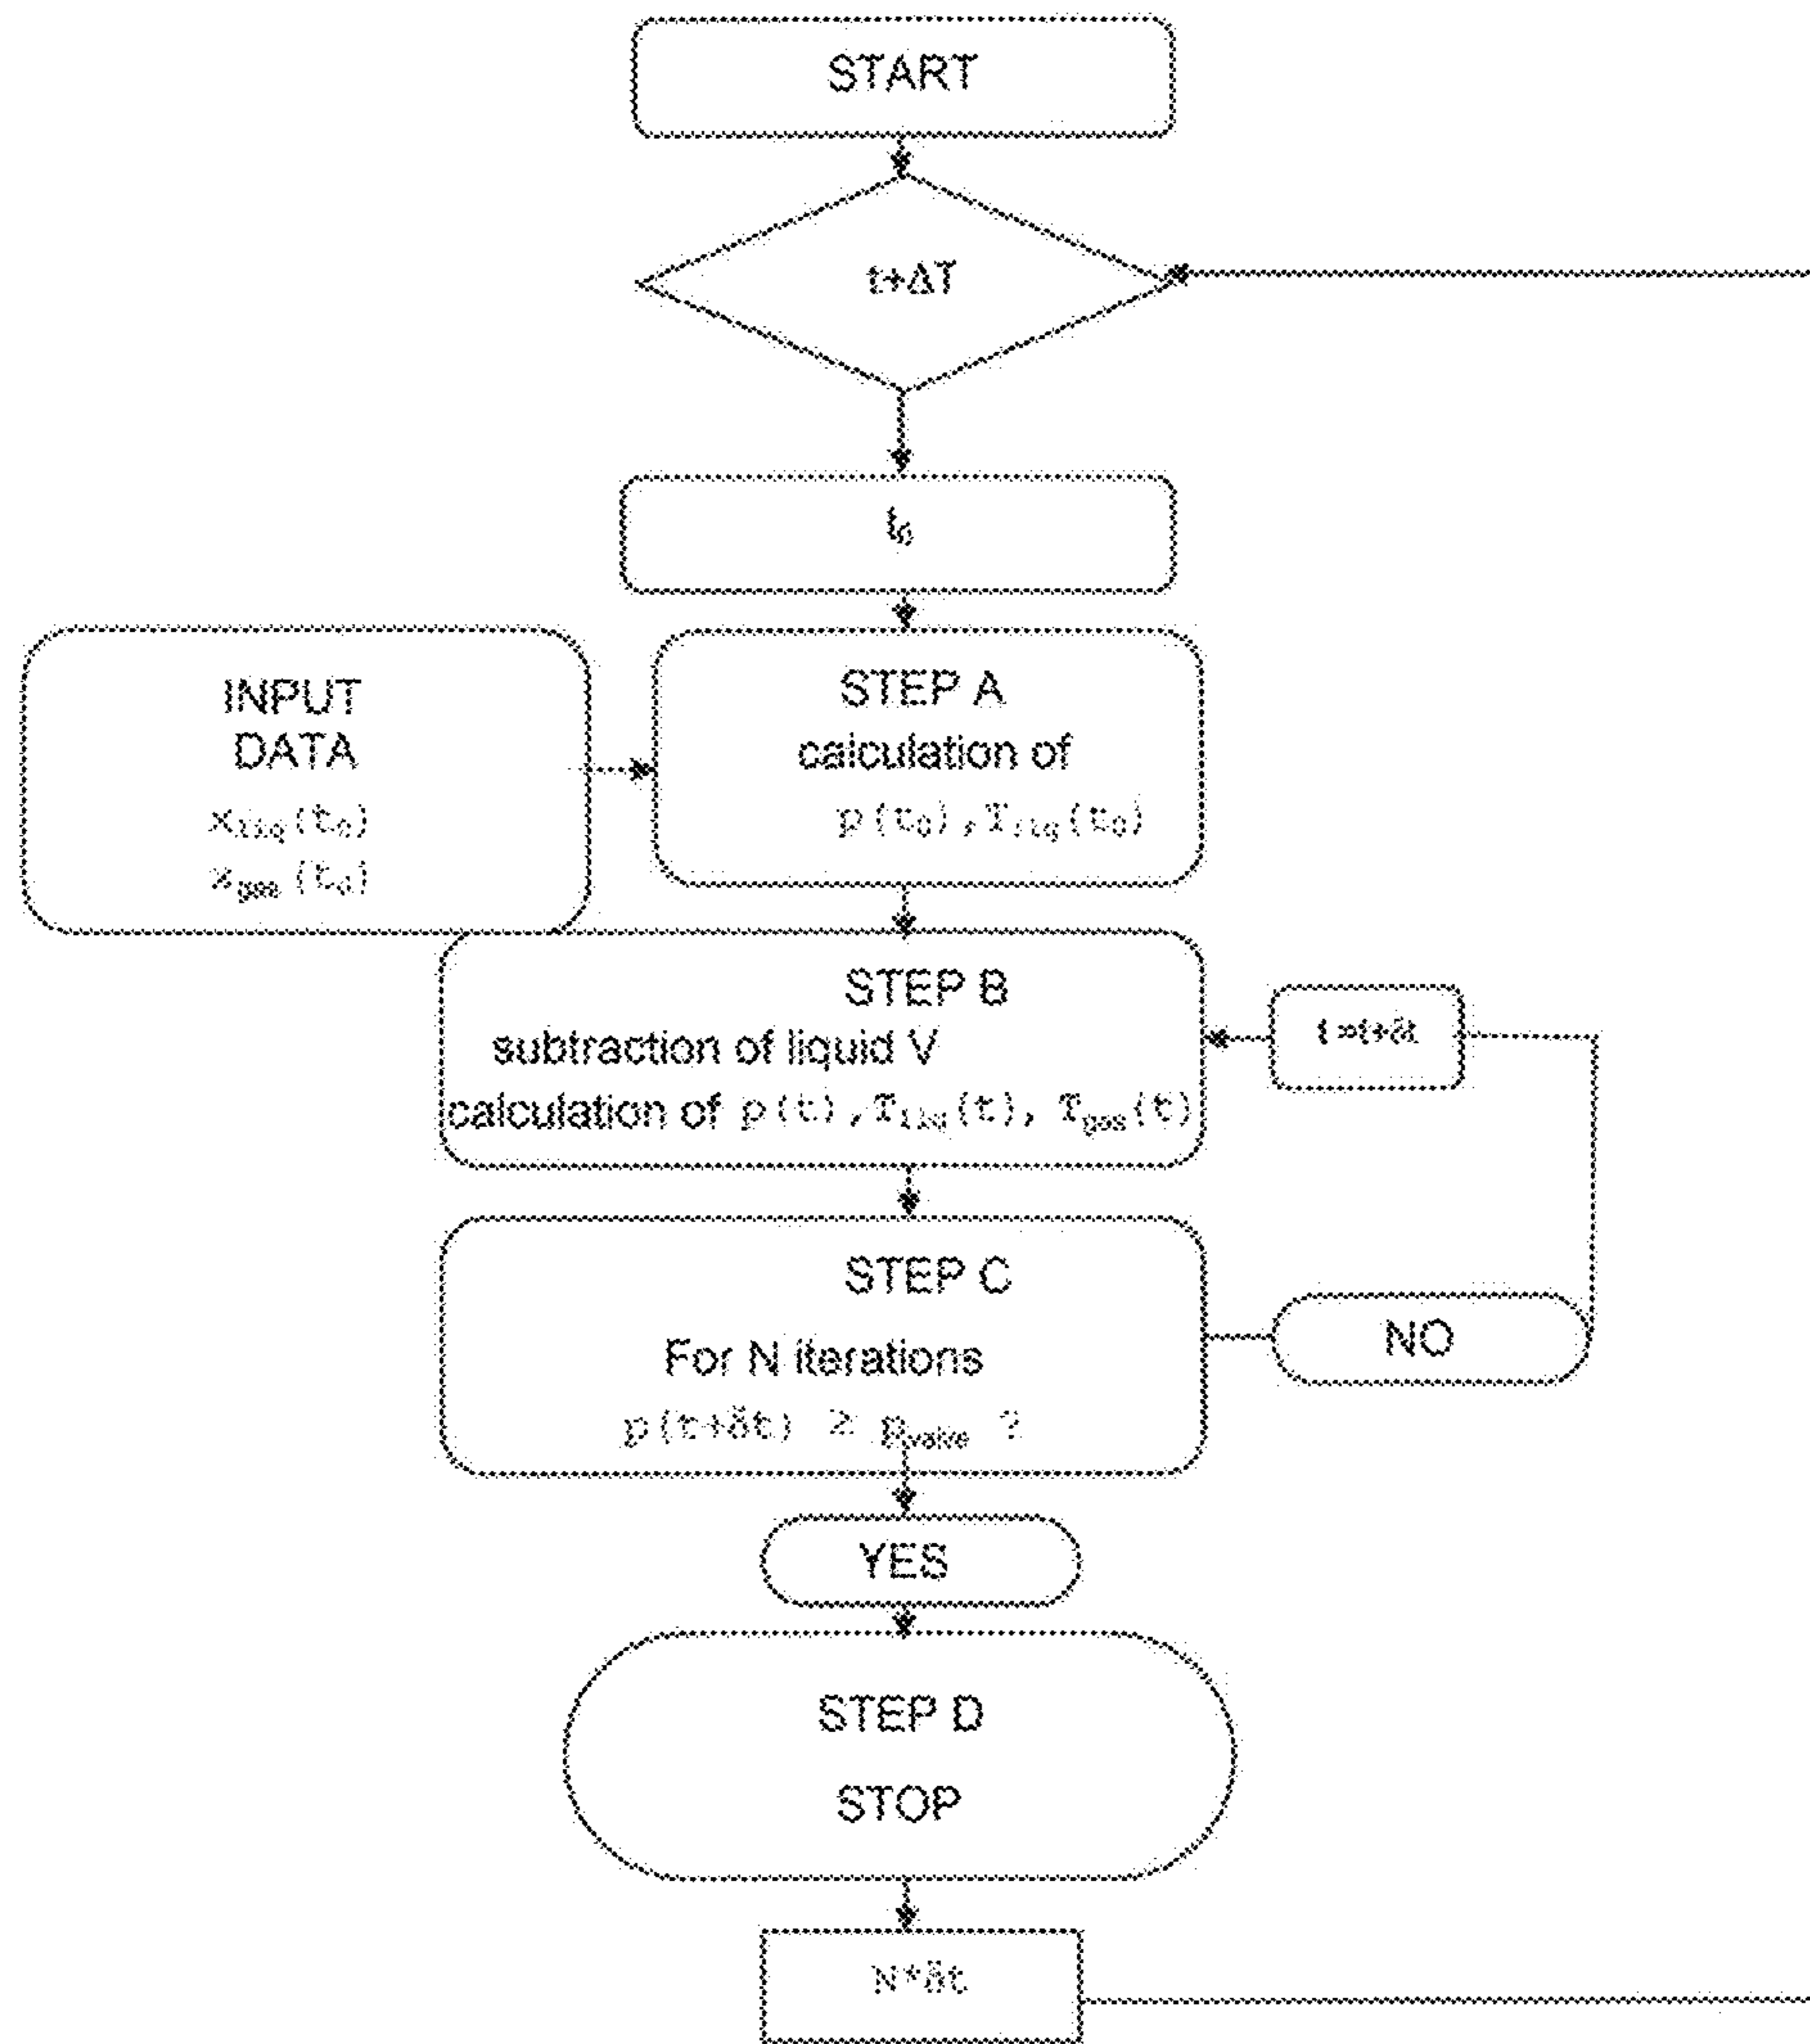 START
t+ΔT
t₀
INPUT
DATA
x_liq(t₀)
x_gas(t₀)
STEP A
calculation of
p(t₀),T_liq(t₀)
STEP B
subtraction of liquid V
calculation of p(t),T_liq(t), T_gas(t)
t=t+δt
STEP C
For N iterations
p(t+δt) ≥ p_valve ?
NO
YES
STEP D
STOP
N*δt